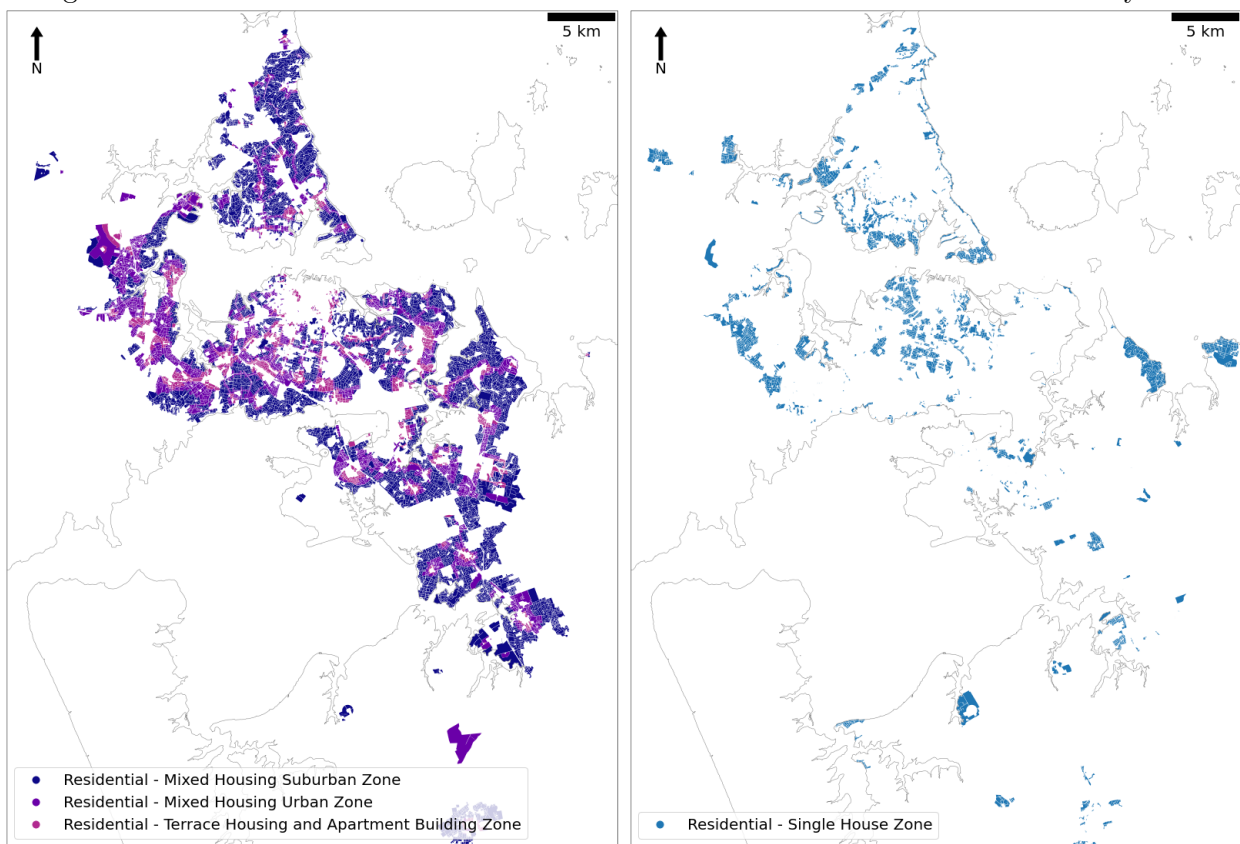 5 km
N
Residential - Mixed Housing Suburban Zone
Residential - Mixed Housing Urban Zone
Residential - Terrace Housing and Apartment Building Zone
5 km
N
Residential - Single House Zone